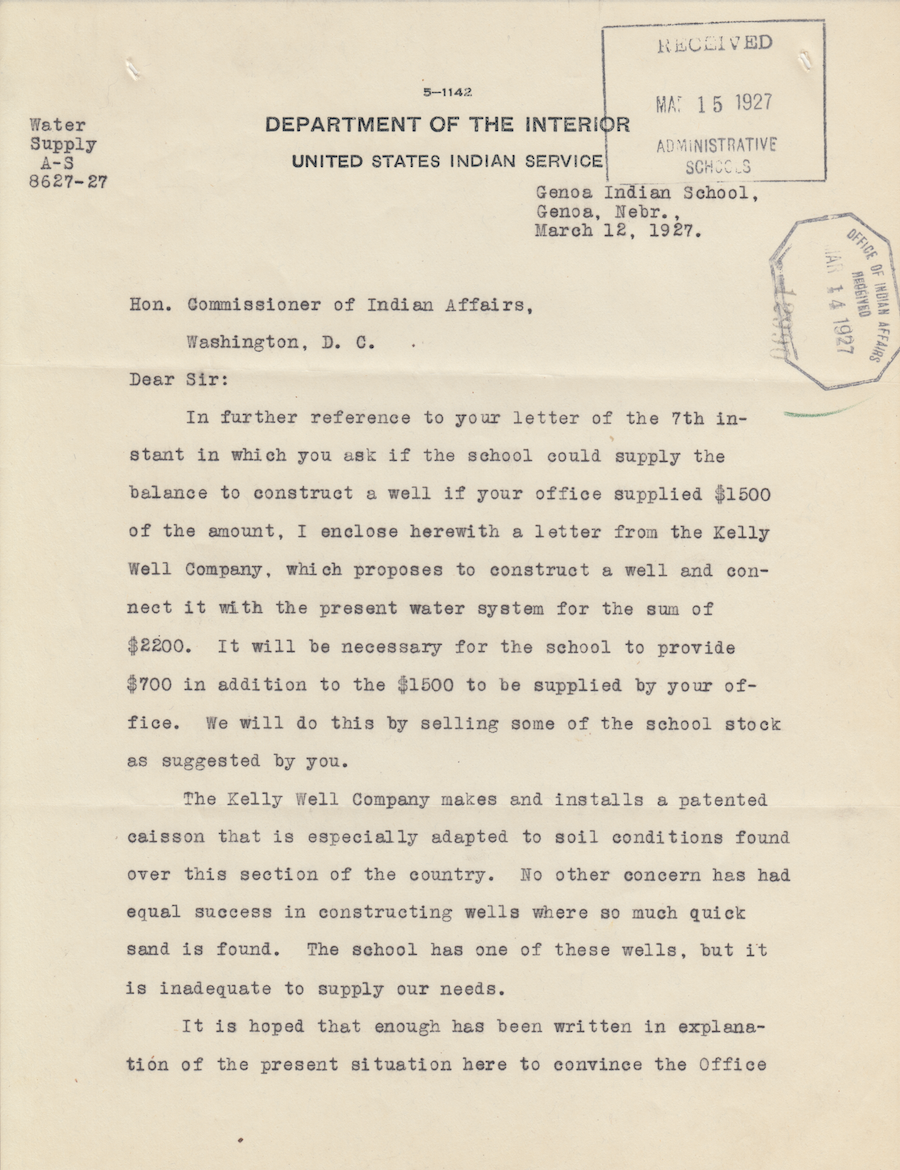 RECEIVED
MAR 15 1927
ADMINISTRATIVE
SCHOOLS
5—1142
DEPARTMENT OF THE INTERIOR
UNITED STATES INDIAN SERVICE
Water
Supply
A-S
8627-27
Genoa Indian School,
Genoa, Nebr.,
March 12, 1927.
OFFICE OF INDIAN AFFAIRS
RECEIVED
MAR 14 1927
Hon. Commissioner of Indian Affairs,
Washington, D. C.
Dear Sir:
In further reference to your letter of the 7th in-
stant in which you ask if the school could supply the
balance to construct a well if your office supplied $1500
of the amount, I enclose herewith a letter from the Kelly
Well Company, which proposes to construct a well and con-
nect it with the present water system for the sum of
$2200. It will be necessary for the school to provide
$700 in addition to the $1500 to be supplied by your of-
fice. We will do this by selling some of the school stock
as suggested by you.
The Kelly Well Company makes and installs a patented
caisson that is especially adapted to soil conditions found
over this section of the country. No other concern has had
equal success in constructing wells where so much quick
sand is found. The school has one of these wells, but it
is inadequate to supply our needs.
It is hoped that enough has been written in explana-
tion of the present situation here to convince the Office